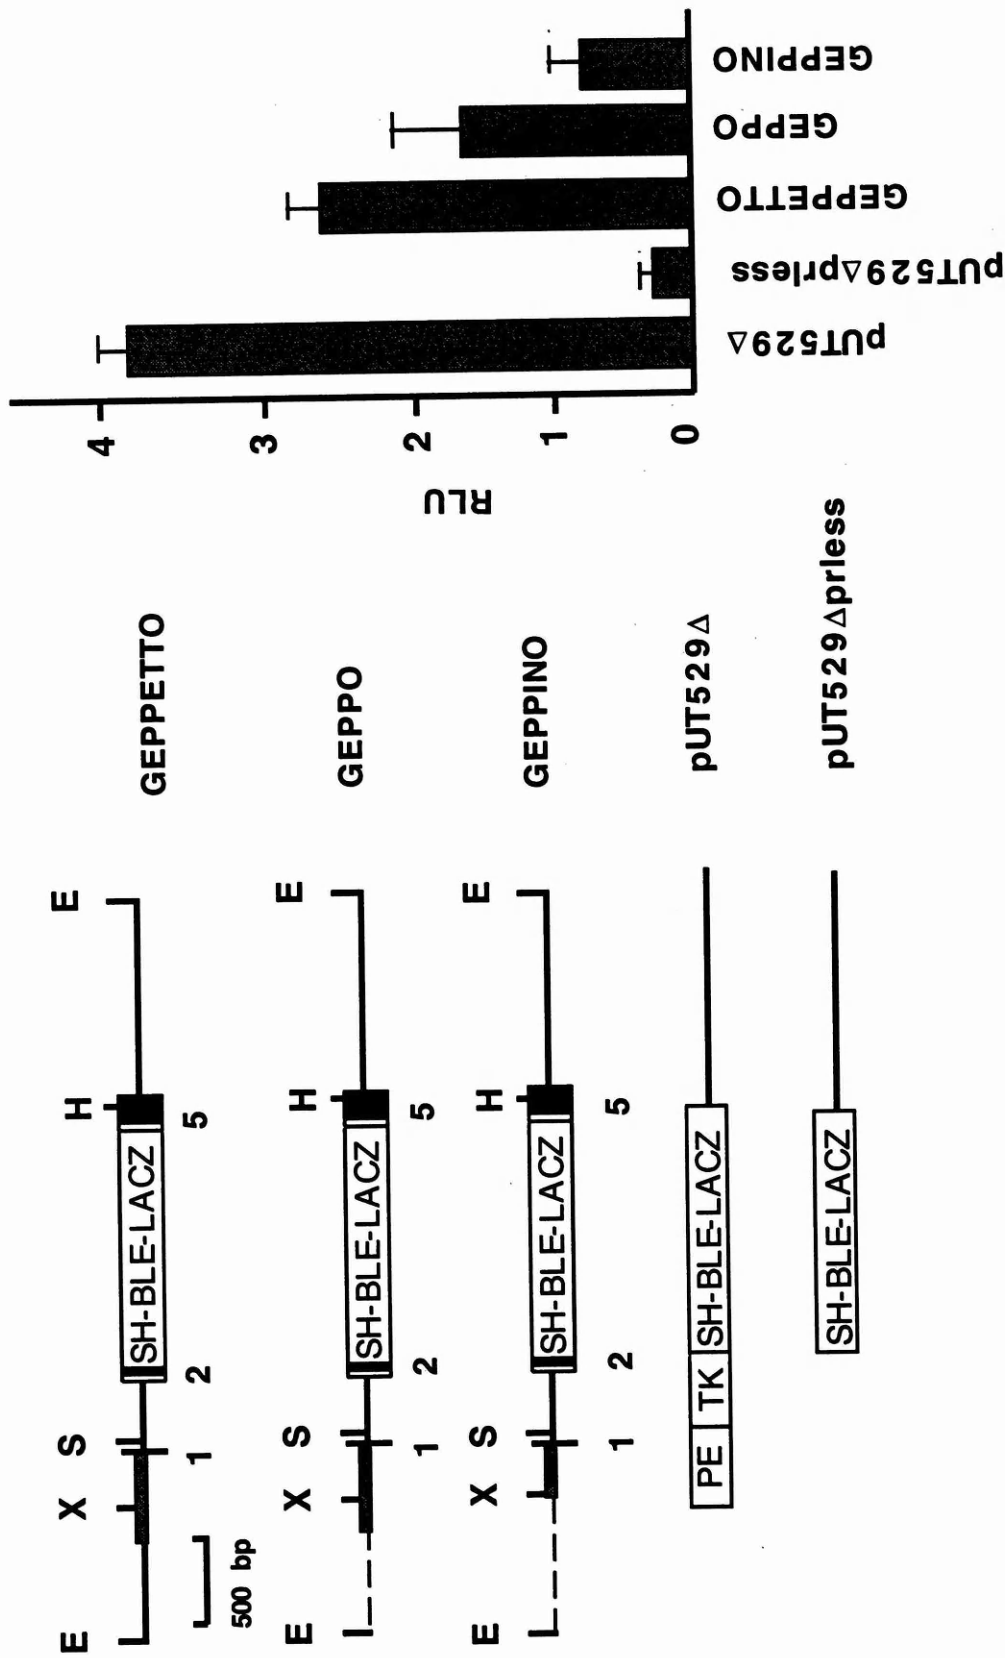 E X S H E
1 2 SH-BLE-LACZ 5
GEPPETTO
500 bp
E X S H E
1 2 SH-BLE-LACZ 5
GEPPO
E X S H E
1 2 SH-BLE-LACZ 5
GEPPINO
PE TK SH-BLE-LACZ
pUT529Δ
SH-BLE-LACZ
pUT529Δprless
RLU
4
3
2
1
0
pUT529Δ
pUT529Δprless
GEPPETTO
GEPPO
GEPPINO